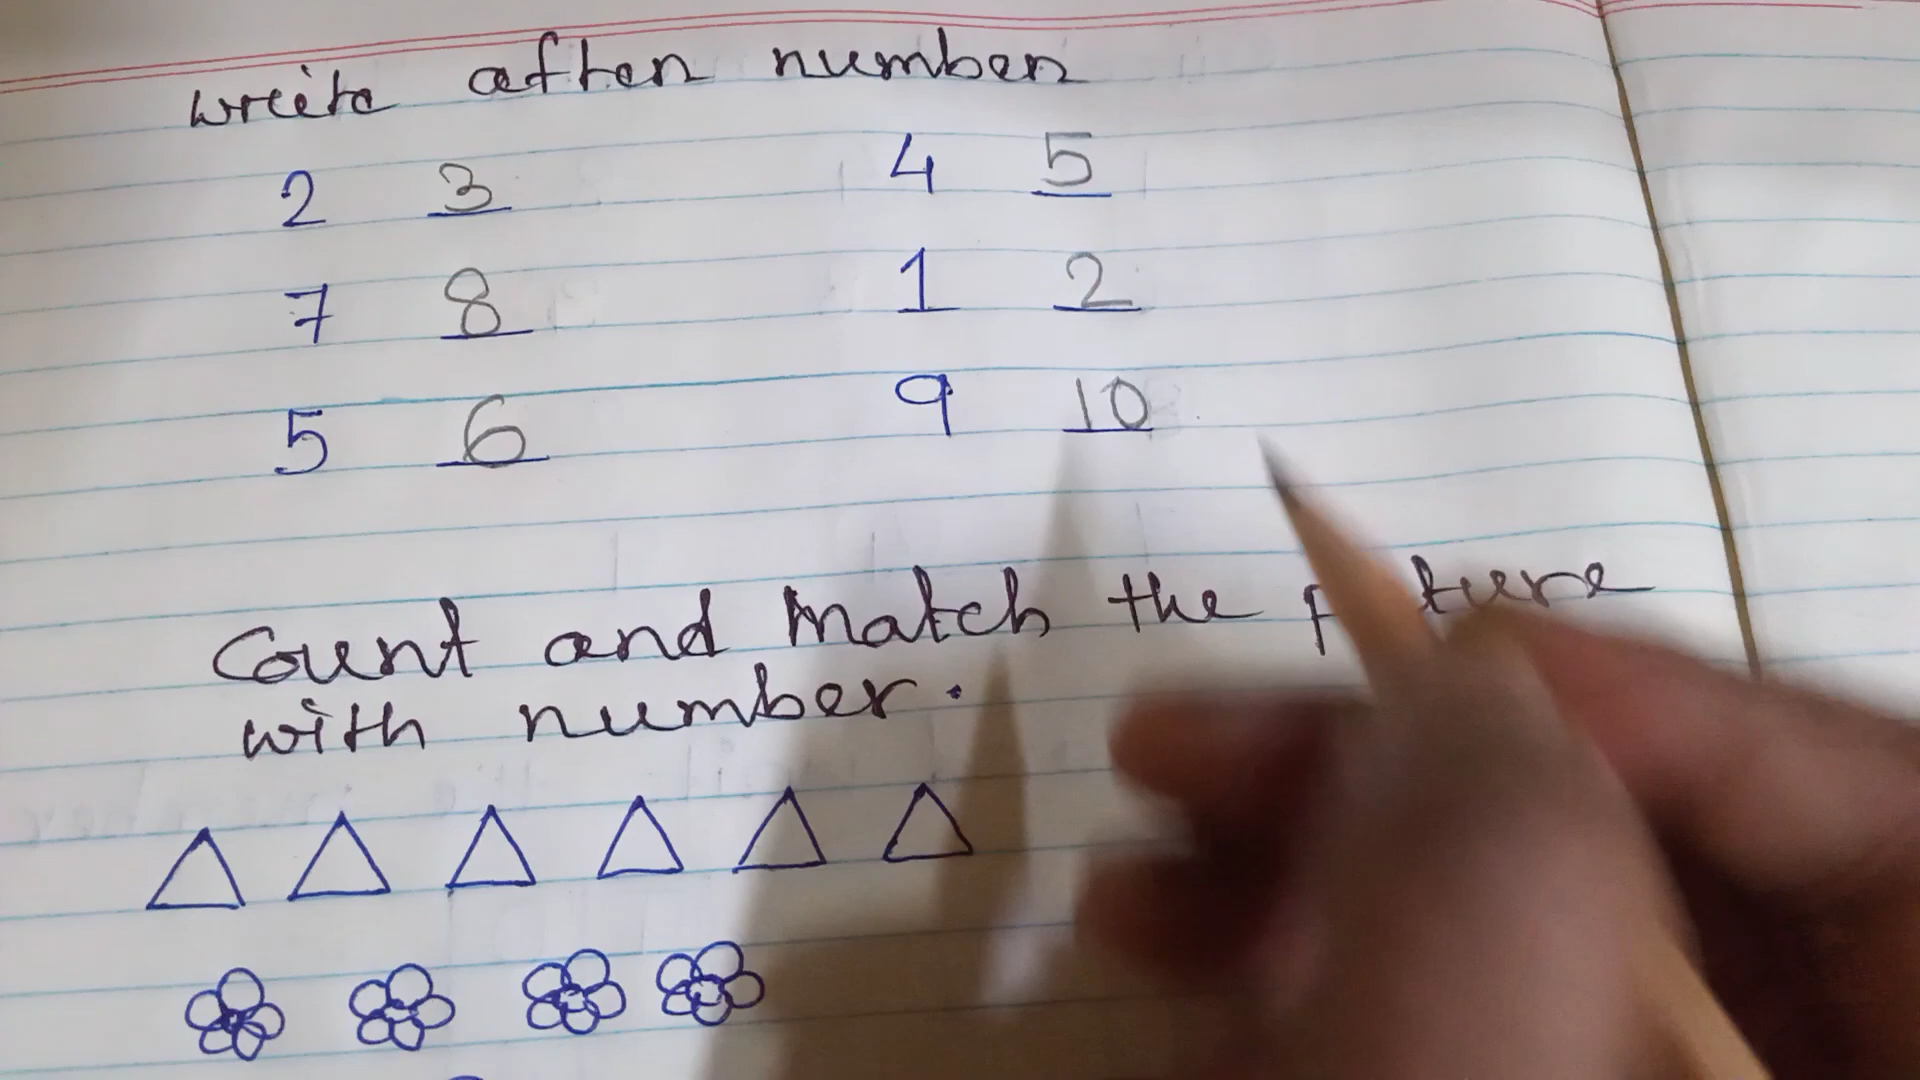 write after number
2 3 4 5
7 8 1 2
5 6 9 10
Count and Match the
with number.